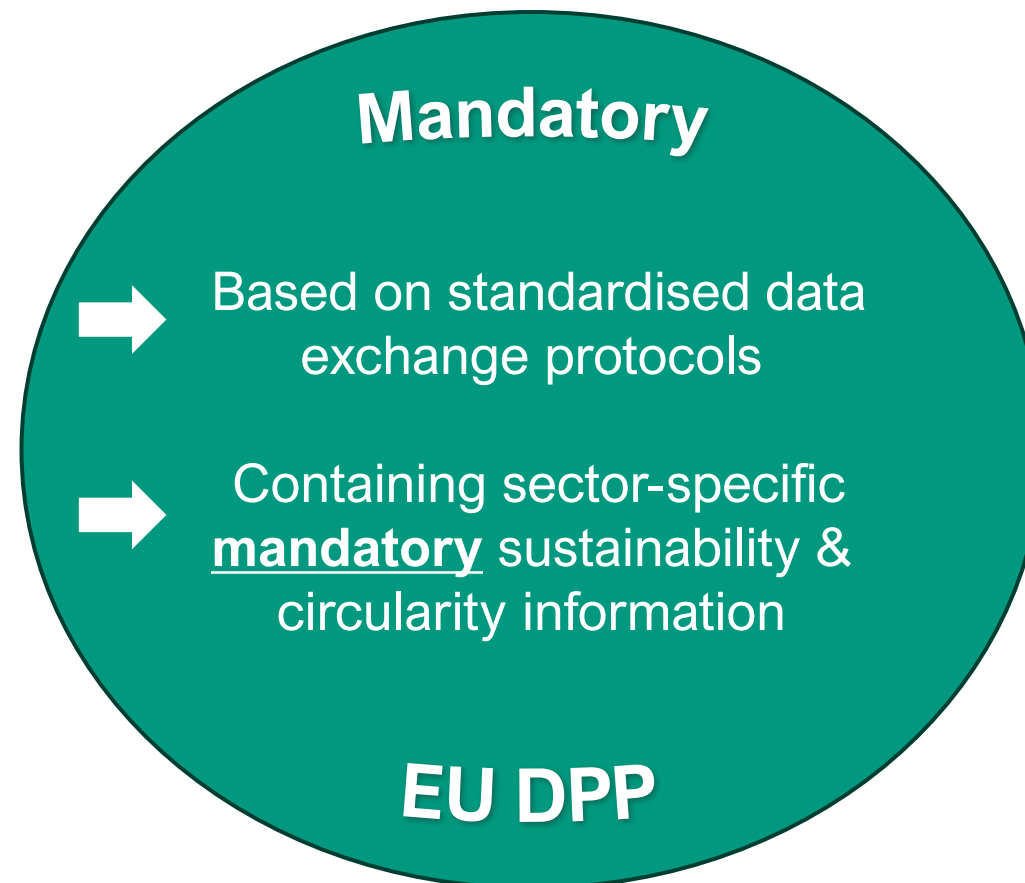 Mandatory
Based on standardised data
exchange protocols
Containing sector-specific
mandatory sustainability &
circularity information
EU DPP